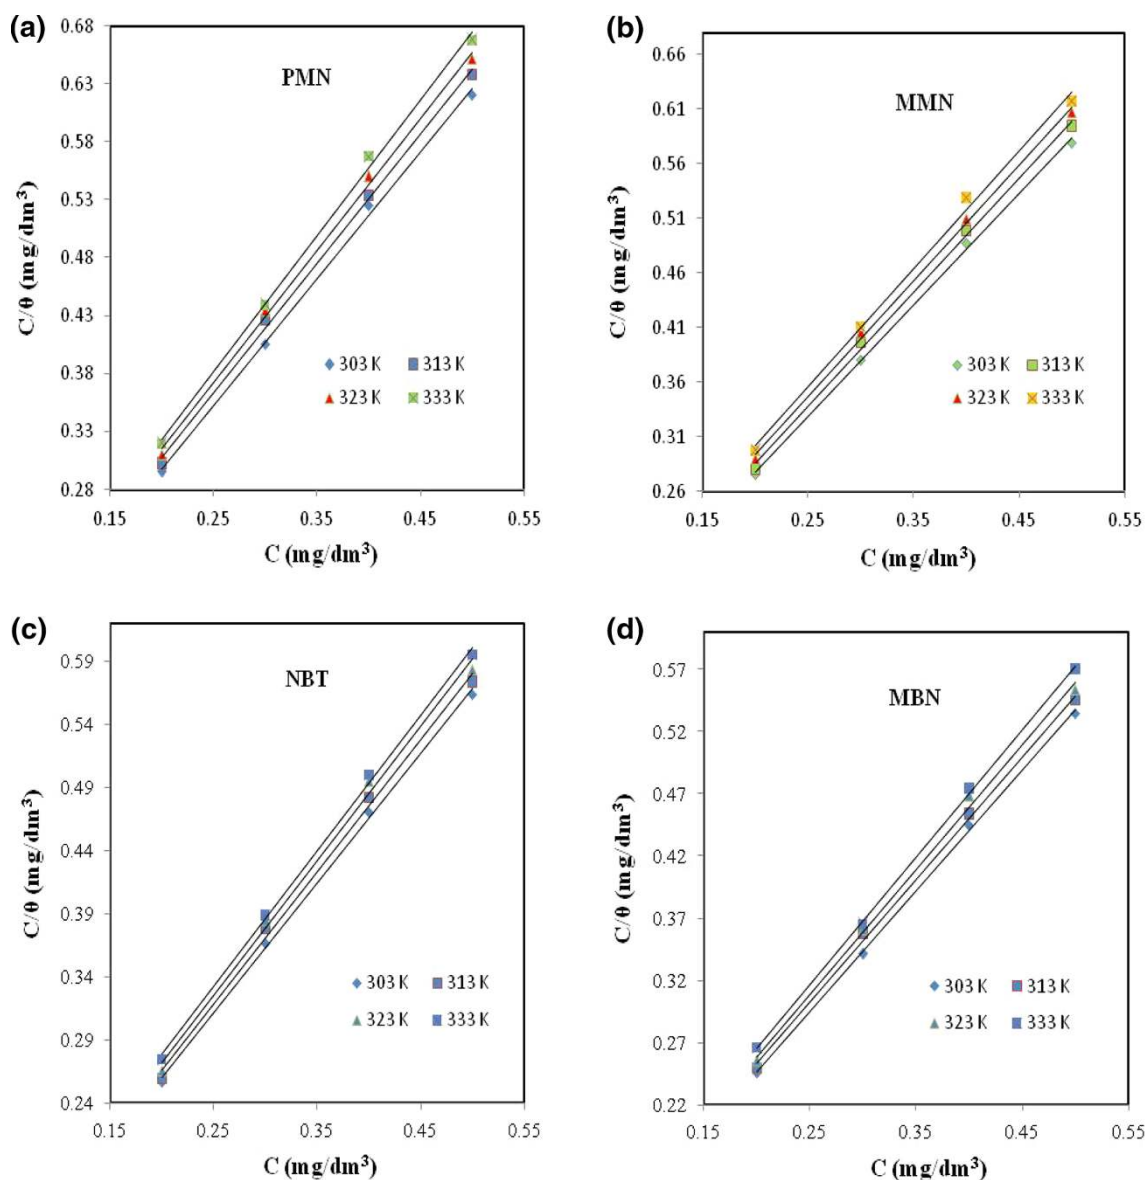 (a)
PMN
0.68
0.63
0.58
0.53
0.48
0.43
0.38
0.33
0.28
C/θ (mg/dm³)
303 K 313 K
323 K 333 K
0.15 0.25 0.35 0.45 0.55
C (mg/dm³)
(b)
MMN
0.66
0.61
0.56
0.51
0.46
0.41
0.36
0.31
0.26
C/θ (mg/dm³)
303 K 313 K
323 K 333 K
0.15 0.25 0.35 0.45 0.55
C (mg/dm³)
(c)
NBT
0.59
0.54
0.49
0.44
0.39
0.34
0.29
0.24
C/θ (mg/dm³)
303 K 313 K
323 K 333 K
0.15 0.25 0.35 0.45 0.55
C (mg/dm³)
(d)
MBN
0.57
0.52
0.47
0.42
0.37
0.32
0.27
0.22
C/θ (mg/dm³)
303 K 313 K
323 K 333 K
0.15 0.25 0.35 0.45 0.55
C (mg/dm³)